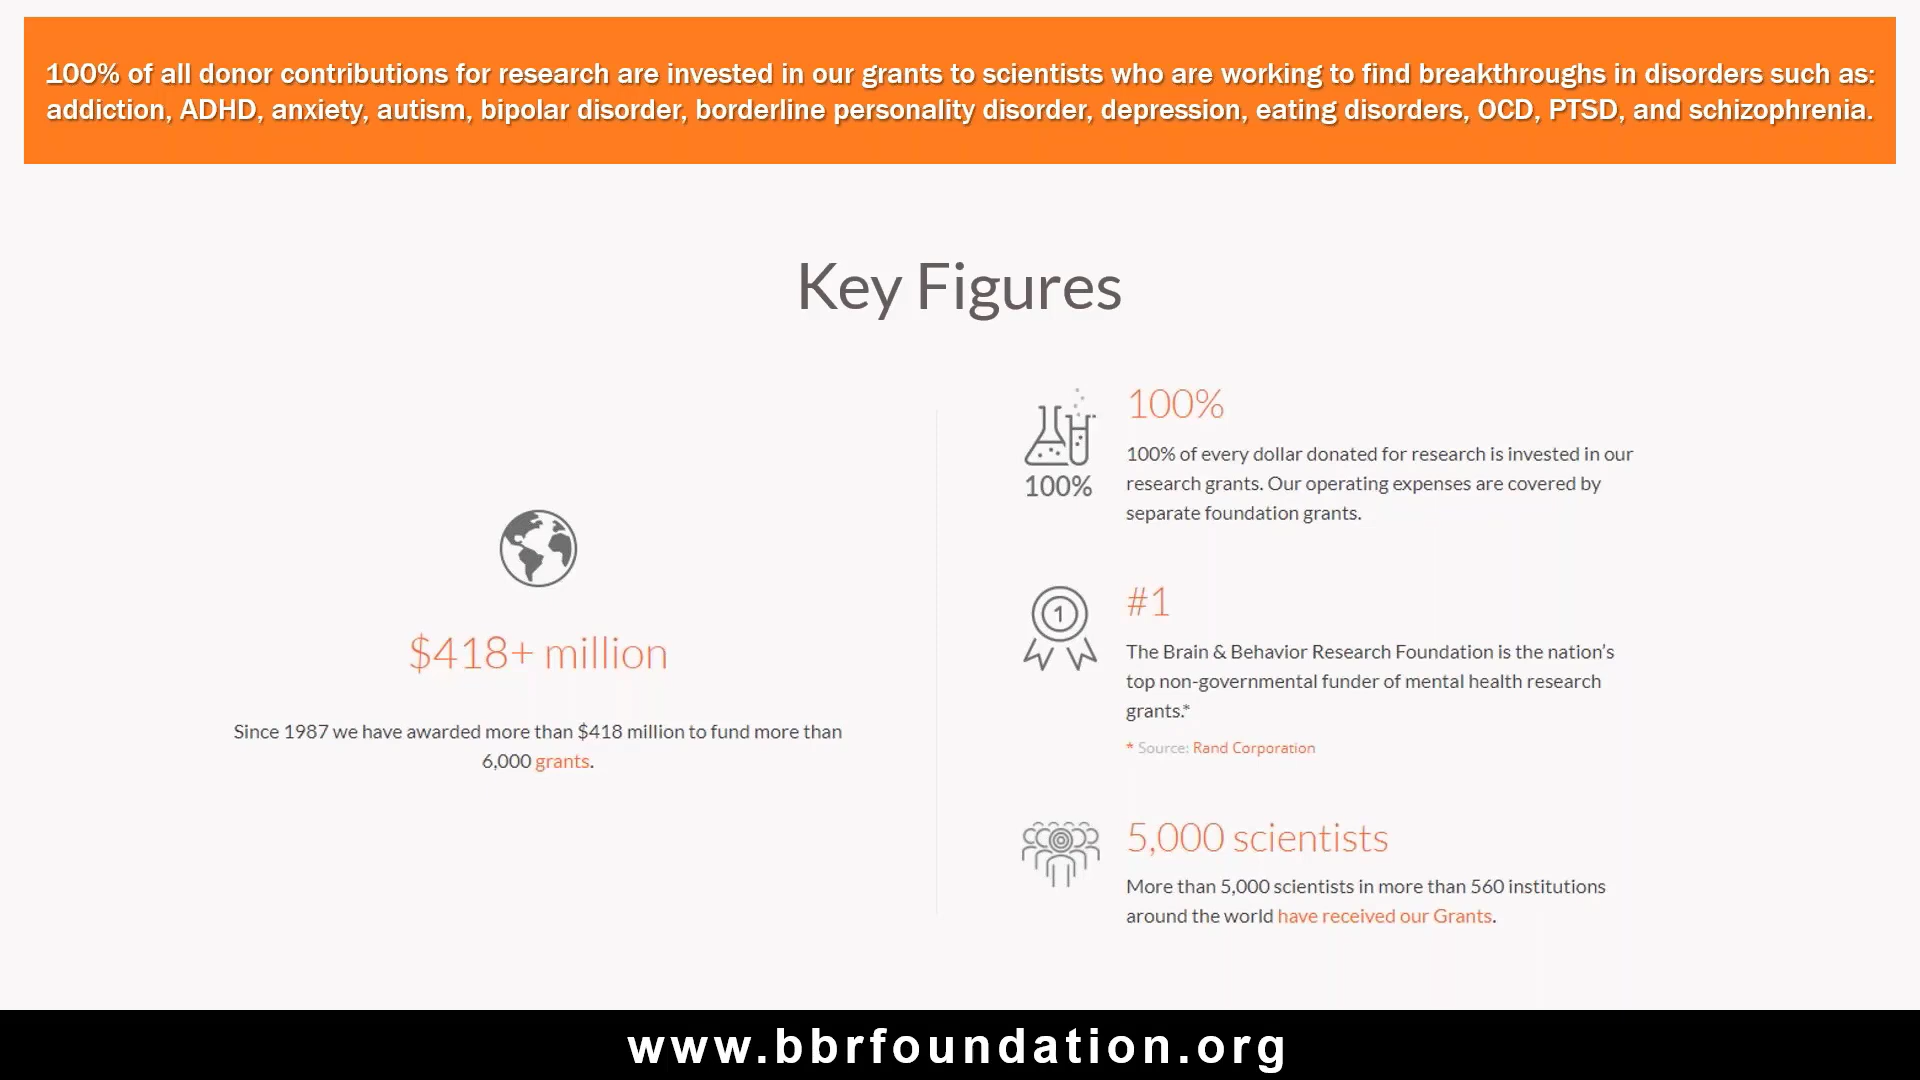 100% of all donor contributions for research are invested in our grants to scientists who are working to find breakthroughs in disorders such as:
addiction, ADHD, anxiety, autism, bipolar disorder, borderline personality disorder, depression, eating disorders, OCD, PTSD, and schizophrenia.
Key Figures
$418+ million
Since 1987 we have awarded more than $418 million to fund more than
6,000 grants.
100%
100%
100% of every dollar donated for research is invested in our
research grants. Our operating expenses are covered by
separate foundation grants.
1
#1
The Brain & Behavior Research Foundation is the nation's
top non-governmental funder of mental health research
grants.*
* Source: Rand Corporation
5,000 scientists
More than 5,000 scientists in more than 560 institutions
around the world have received our Grants.
www.bbrfoundation.org